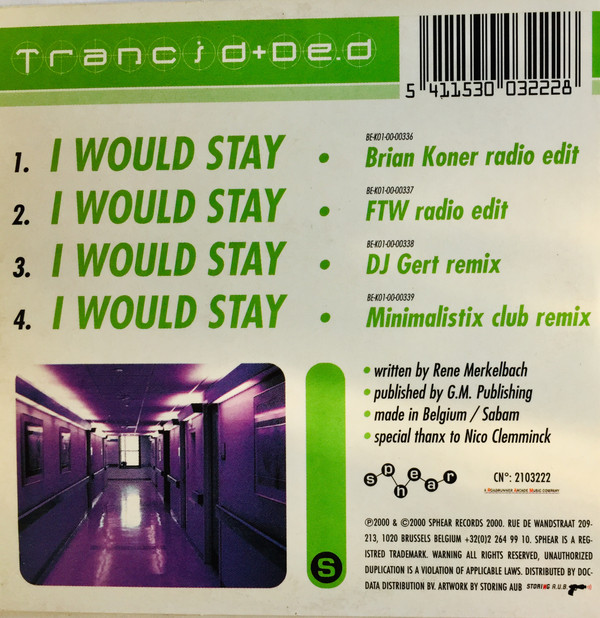 Trancid+De.d
5 411530 032228
BE-K01-00-00336
1. I WOULD STAY • Brian Koner radio edit
BE-K01-00-00337
2. I WOULD STAY • FTW radio edit
BE-K01-00-00338
3. I WOULD STAY • DJ Gert remix
BE-K01-00-00339
4. I WOULD STAY • Minimalistix club remix
• written by Rene Merkelbach
• published by G.M. Publishing
• made in Belgium / Sabam
• special thanx to Nico Clemminck
sphear
CN°: 2103222
A ROADRUNNER ARCADE MUSIC COMPANY
S
℗2000 & ©2000 SPHEAR RECORDS 2000. RUE DE WANDSTRAAT 209-
213, 1020 BRUSSELS BELGIUM +32(0)2 264 99 10. SPHEAR IS A REG-
ISTRED TRADEMARK. WARNING ALL RIGHTS RESERVED, UNAUTHORIZED
DUPLICATION IS A VIOLATION OF APPLICABLE LAWS. DISTRIBUTED BY DOC-
DATA DISTRIBUTION BV. ARTWORK BY STORING AUB STORING A.U.B.